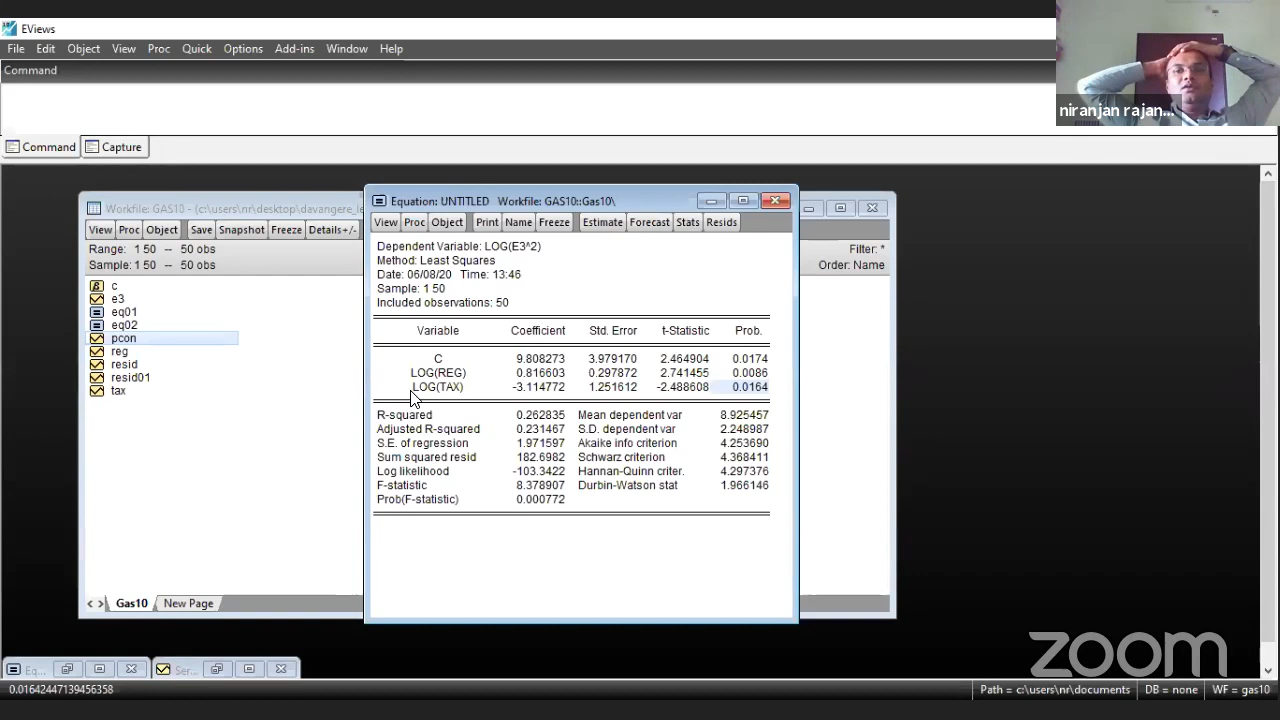 EViews
File Edit Object View Proc Quick Options Add-ins Window Help
Command
niranjan rajan...
Command Capture
Workfile: GAS10 - (c:\users\nr\desktop\davangere_le
View Proc Object Save Snapshot Freeze Details+/-
Range: 1 50 -- 50 obs
Filter: *
Sample: 1 50 -- 50 obs
Order: Name
c
e3
eq01
eq02
pcon
reg
resid
resid01
tax
Gas10 New Page
Equation: UNTITLED Workfile: GAS10::Gas10\
View Proc Object Print Name Freeze Estimate Forecast Stats Resids
Dependent Variable: LOG(E3^2)
Method: Least Squares
Date: 06/08/20 Time: 13:46
Sample: 1 50
Included observations: 50
Variable Coefficient Std. Error t-Statistic Prob.
C 9.808273 3.979170 2.464904 0.0174
LOG(REG) 0.816603 0.297872 2.741455 0.0086
LOG(TAX) -3.114772 1.251612 -2.488608 0.0164
R-squared 0.262835 Mean dependent var 8.925457
Adjusted R-squared 0.231467 S.D. dependent var 2.248987
S.E. of regression 1.971597 Akaike info criterion 4.253690
Sum squared resid 182.6982 Schwarz criterion 4.368411
Log likelihood -103.3422 Hannan-Quinn criter. 4.297376
F-statistic 8.378907 Durbin-Watson stat 1.966146
Prob(F-statistic) 0.000772
zoom
Eq... Ser...
0.01642447139456358
Path = c:\users\nr\documents DB = none WF = gas10